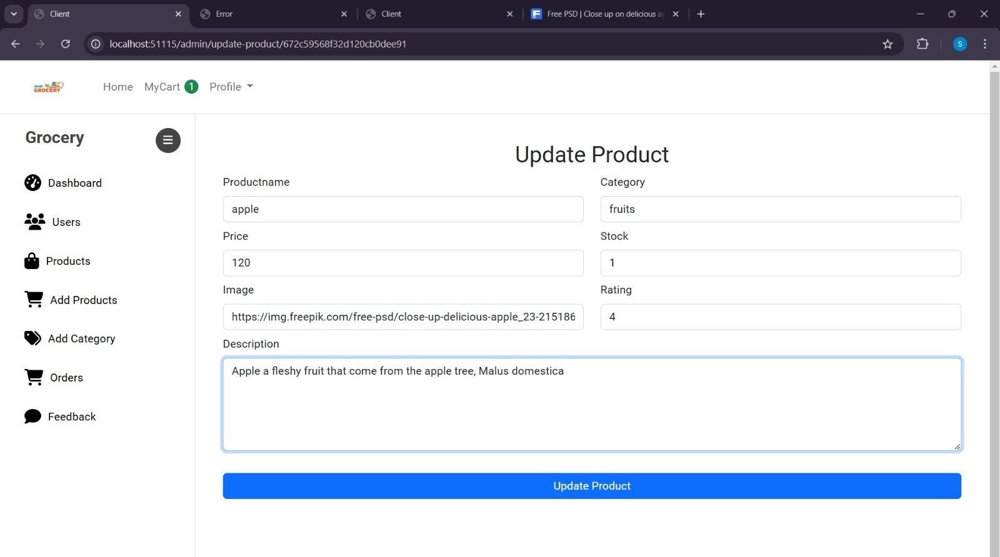 Client
Error
Client
Free PSD | Close up on delicious a
localhost:51115/admin/update-product/672c59568f32d120cb0dee91
S
GROCERY
Home MyCart 1 Profile
Grocery
Dashboard
Users
Products
Add Products
Add Category
Orders
Feedback
Update Product
Productname Category
apple fruits
Price Stock
120 1
Image Rating
https://img.freepik.com/free-psd/close-up-delicious-apple_23-215186 4
Description
Apple a fleshy fruit that come from the apple tree, Malus domestica
Update Product